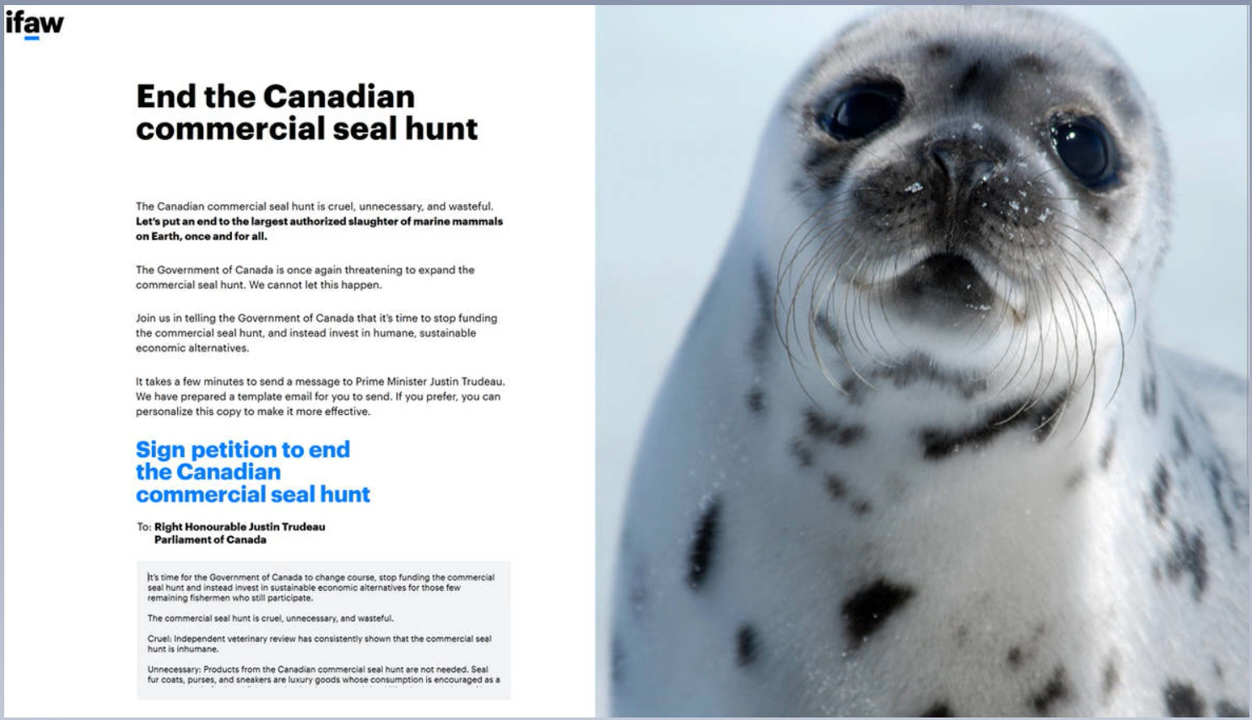 ifaw
End the Canadian
commercial seal hunt
The Canadian commercial seal hunt is cruel, unnecessary, and wasteful.
Let's put an end to the largest authorized slaughter of marine mammals
on Earth, once and for all.
The Government of Canada is once again threatening to expand the
commercial seal hunt. We cannot let this happen.
Join us in telling the Government of Canada that it's time to stop funding
the commercial seal hunt, and instead invest in humane, sustainable
economic alternatives.
It takes a few minutes to send a message to Prime Minister Justin Trudeau.
We have prepared a template email for you to send. If you prefer, you can
personalize this copy to make it more effective.
Sign petition to end
the Canadian
commercial seal hunt
To: Right Honourable Justin Trudeau
Parliament of Canada
It's time for the Government of Canada to change course, stop funding the commercial
seal hunt and instead invest in sustainable economic alternatives for those few
remaining fishermen who still participate.
The commercial seal hunt is cruel, unnecessary, and wasteful.
Cruel: Independent veterinary review has consistently shown that the commercial seal
hunt is inhumane.
Unnecessary: Products from the Canadian commercial seal hunt are not needed. Seal
fur coats, purses, and sneakers are luxury goods whose consumption is encouraged as a